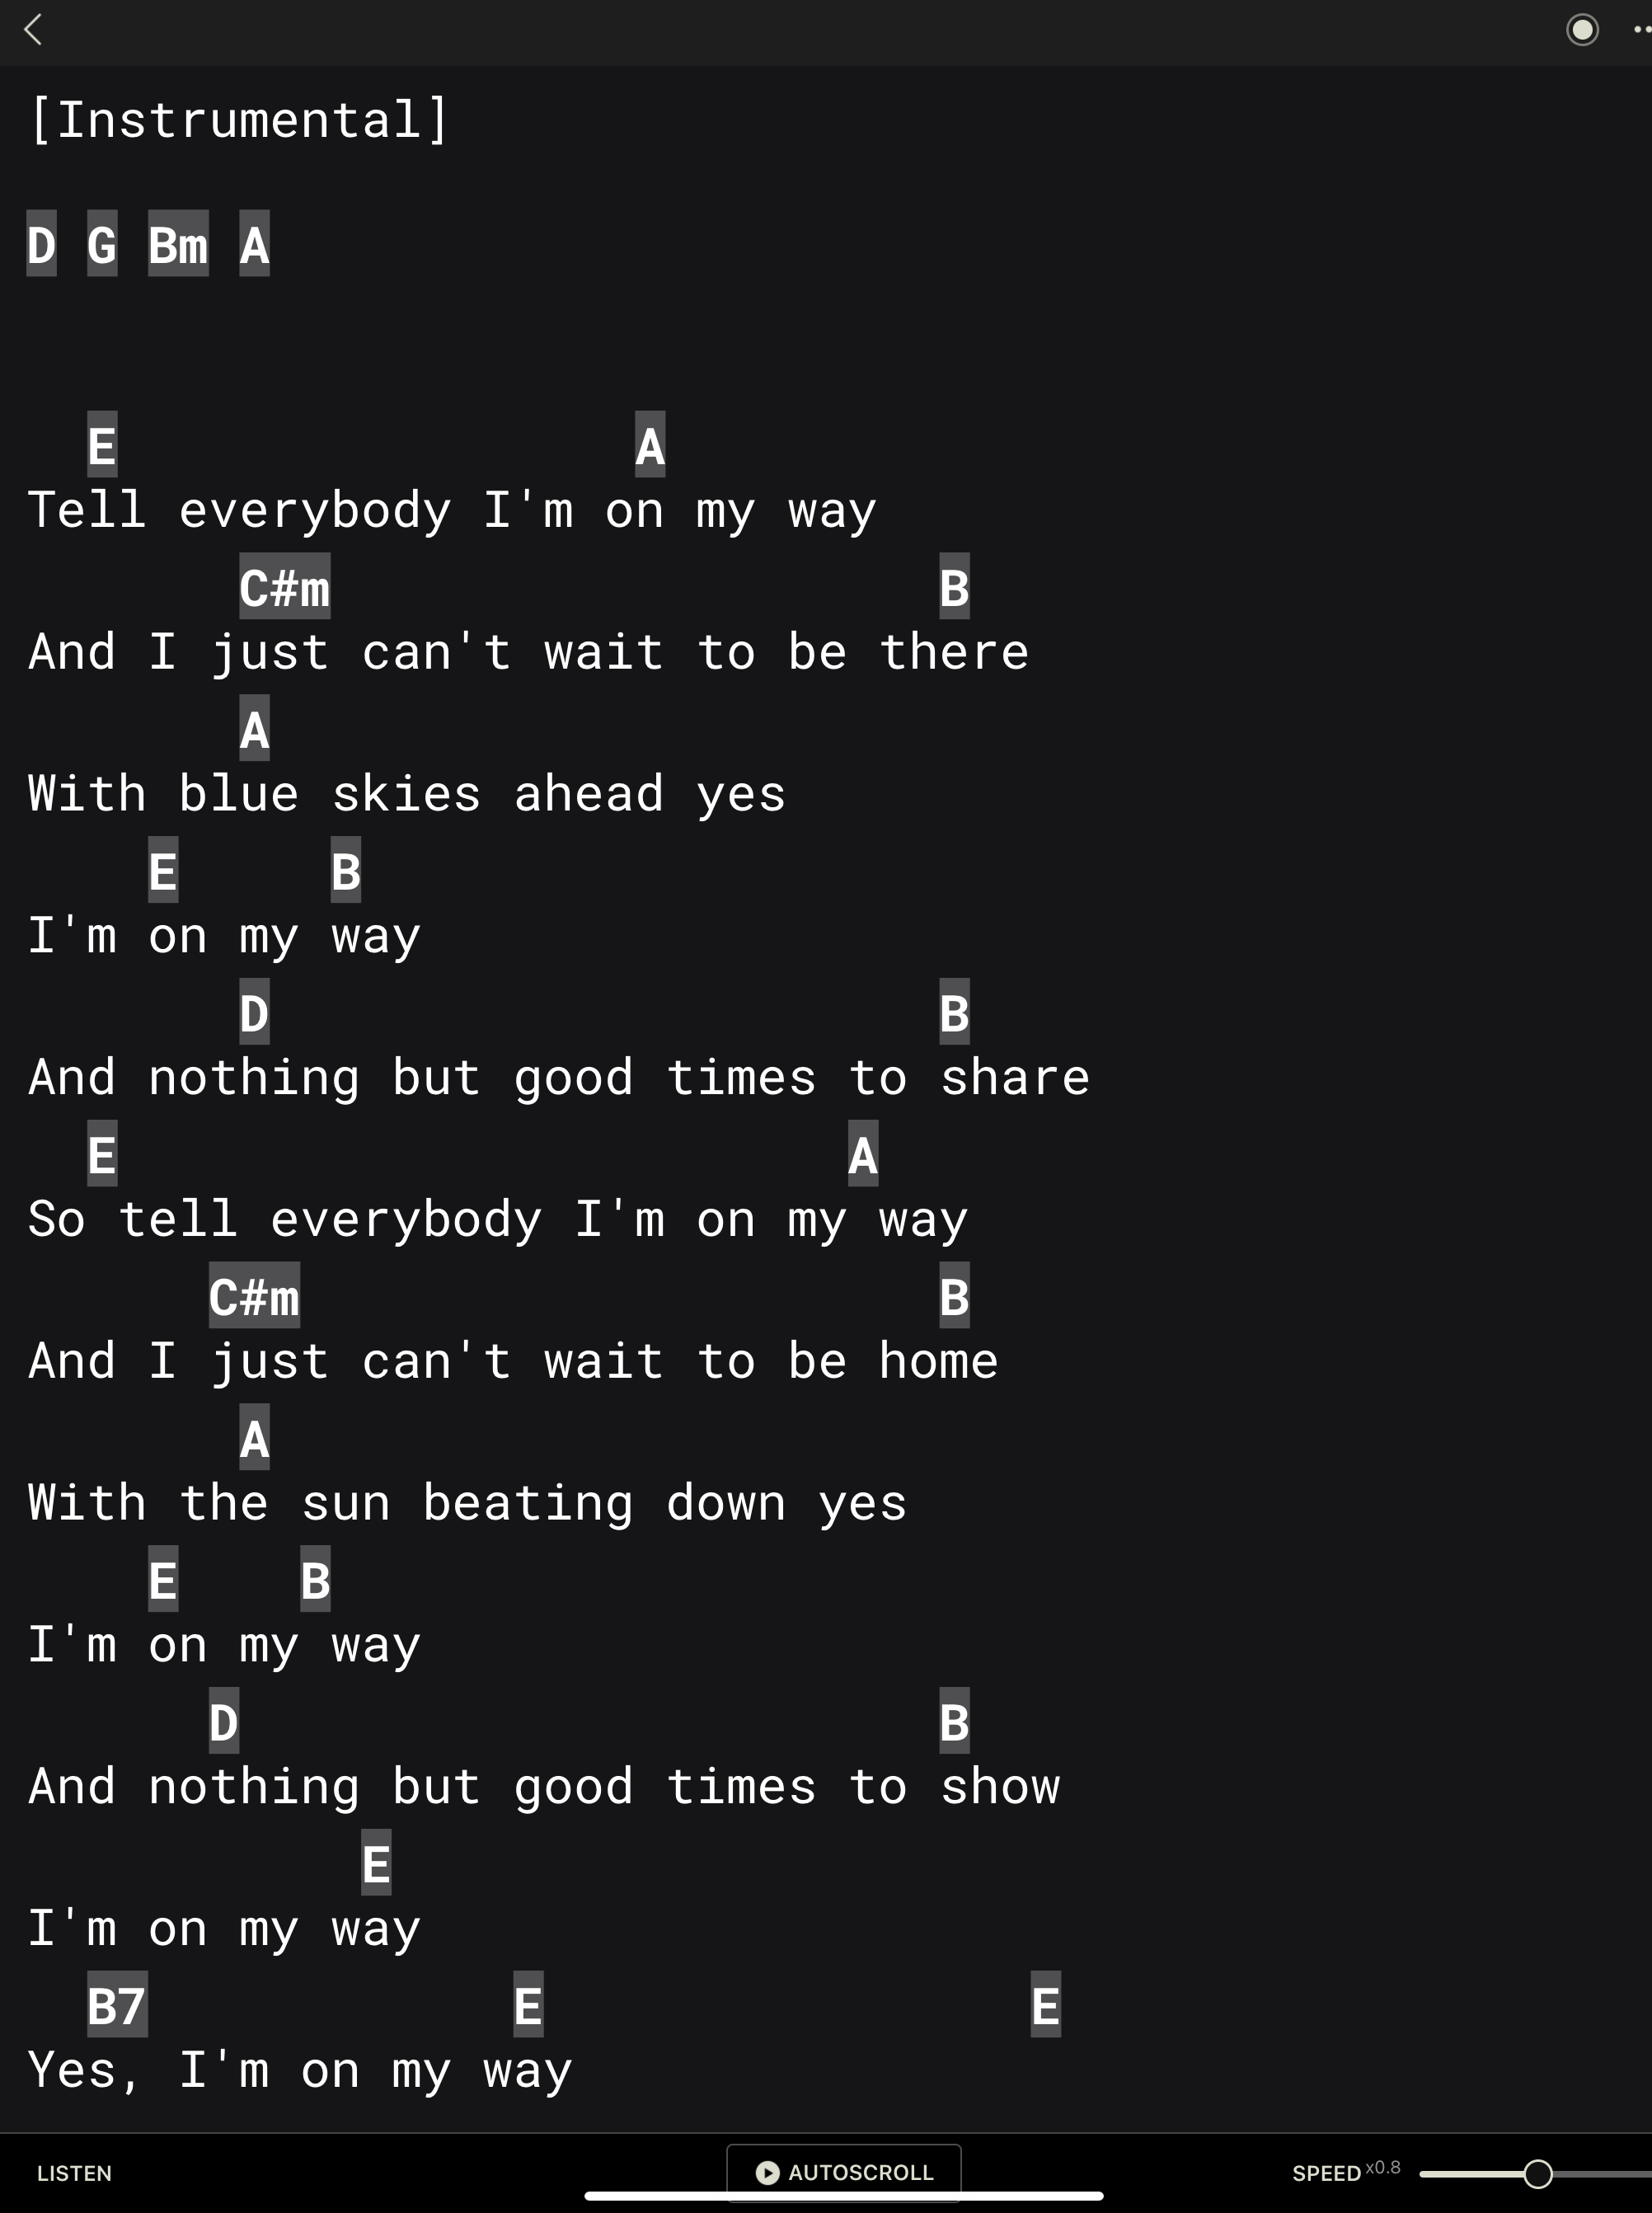 [Instrumental]
D G Bm A
E A
Tell everybody I'm on my way
C#m B
And I just can't wait to be there
A
With blue skies ahead yes
E B
I'm on my way
D B
And nothing but good times to share
E A
So tell everybody I'm on my way
C#m B
And I just can't wait to be home
A
With the sun beating down yes
E B
I'm on my way
D B
And nothing but good times to show
E
I'm on my way
B7 E E
Yes, I'm on my way
LISTEN AUTOSCROLL SPEED x0.8